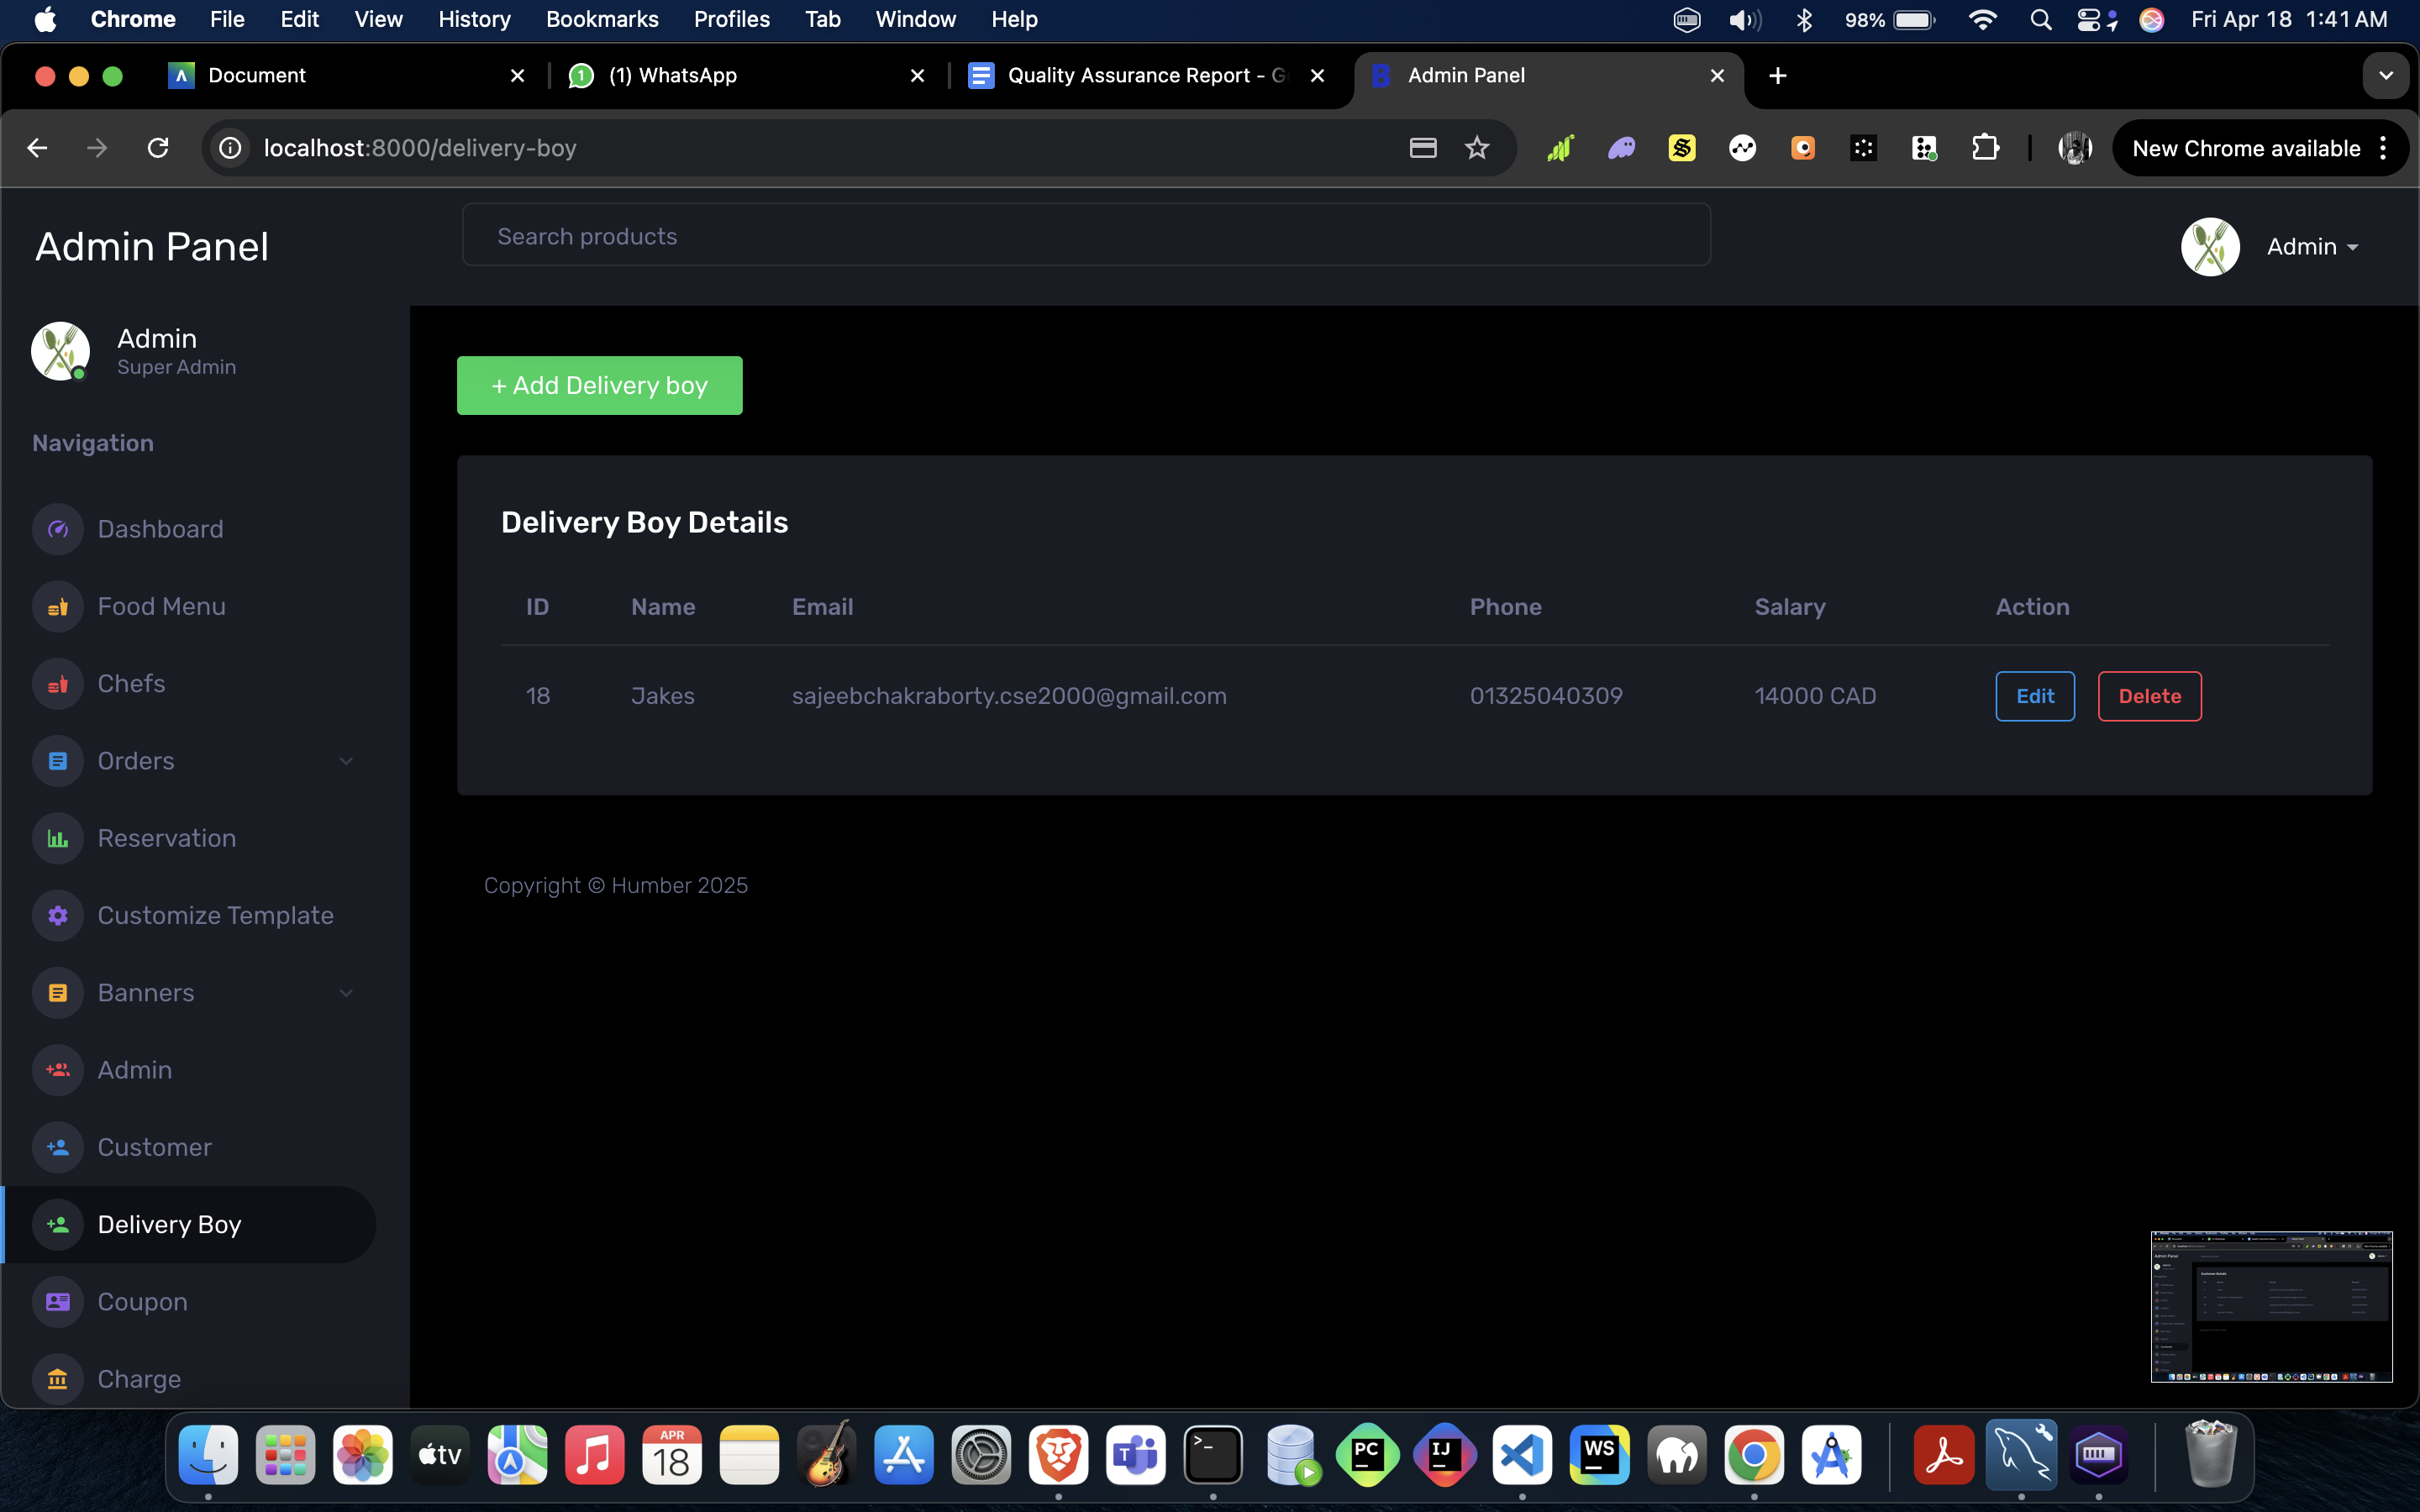 Chrome File Edit View History Bookmarks Profiles Tab Window Help 98% Fri Apr 18 1:41 AM
Document (1) WhatsApp Quality Assurance Report - G Admin Panel
localhost:8000/delivery-boy New Chrome available
Admin Panel Search products Admin
Admin
Super Admin
+ Add Delivery boy
Navigation
Dashboard
Food Menu
Chefs
Orders
Reservation
Customize Template
Banners
Admin
Customer
Delivery Boy
Coupon
Charge
Delivery Boy Details
ID Name Email Phone Salary Action
18 Jakes sajeebchakraborty.cse2000@gmail.com 01325040309 14000 CAD Edit Delete
Copyright © Humber 2025
tv APR 18 T >_ PC IJ WS